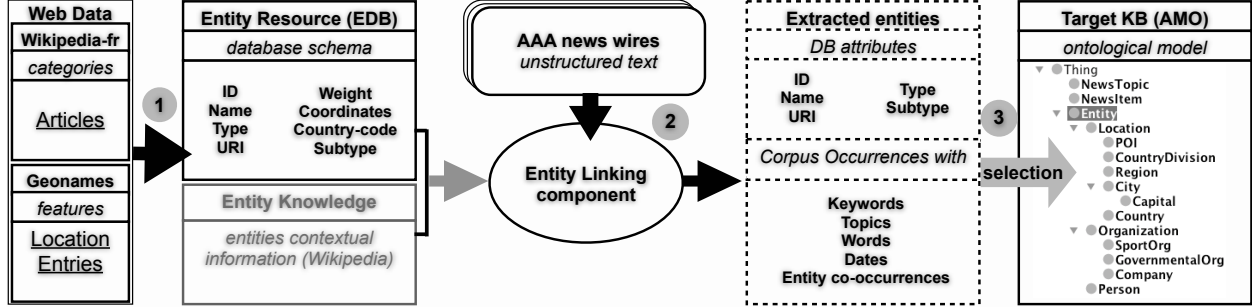 Web Data
Wikipedia-fr
categories
Articles
Geonames
features
Location
Entries
1
Entity Resource (EDB)
database schema
ID
Name
Type
URI
Weight
Coordinates
Country-code
Subtype
Entity Knowledge
entities contextual
information (Wikipedia)
AAA news wires
unstructured text
2
Entity Linking
component
Extracted entities
DB attributes
ID
Name
URI
Type
Subtype
Corpus Occurrences with
Keywords
Topics
Words
Dates
Entity co-occurrences
3
selection
Target KB (AMO)
ontological model
Thing
NewsTopic
NewsItem
Entity
Location
POI
CountryDivision
Region
City
Capital
Country
Organization
SportOrg
GovernmentalOrg
Company
Person